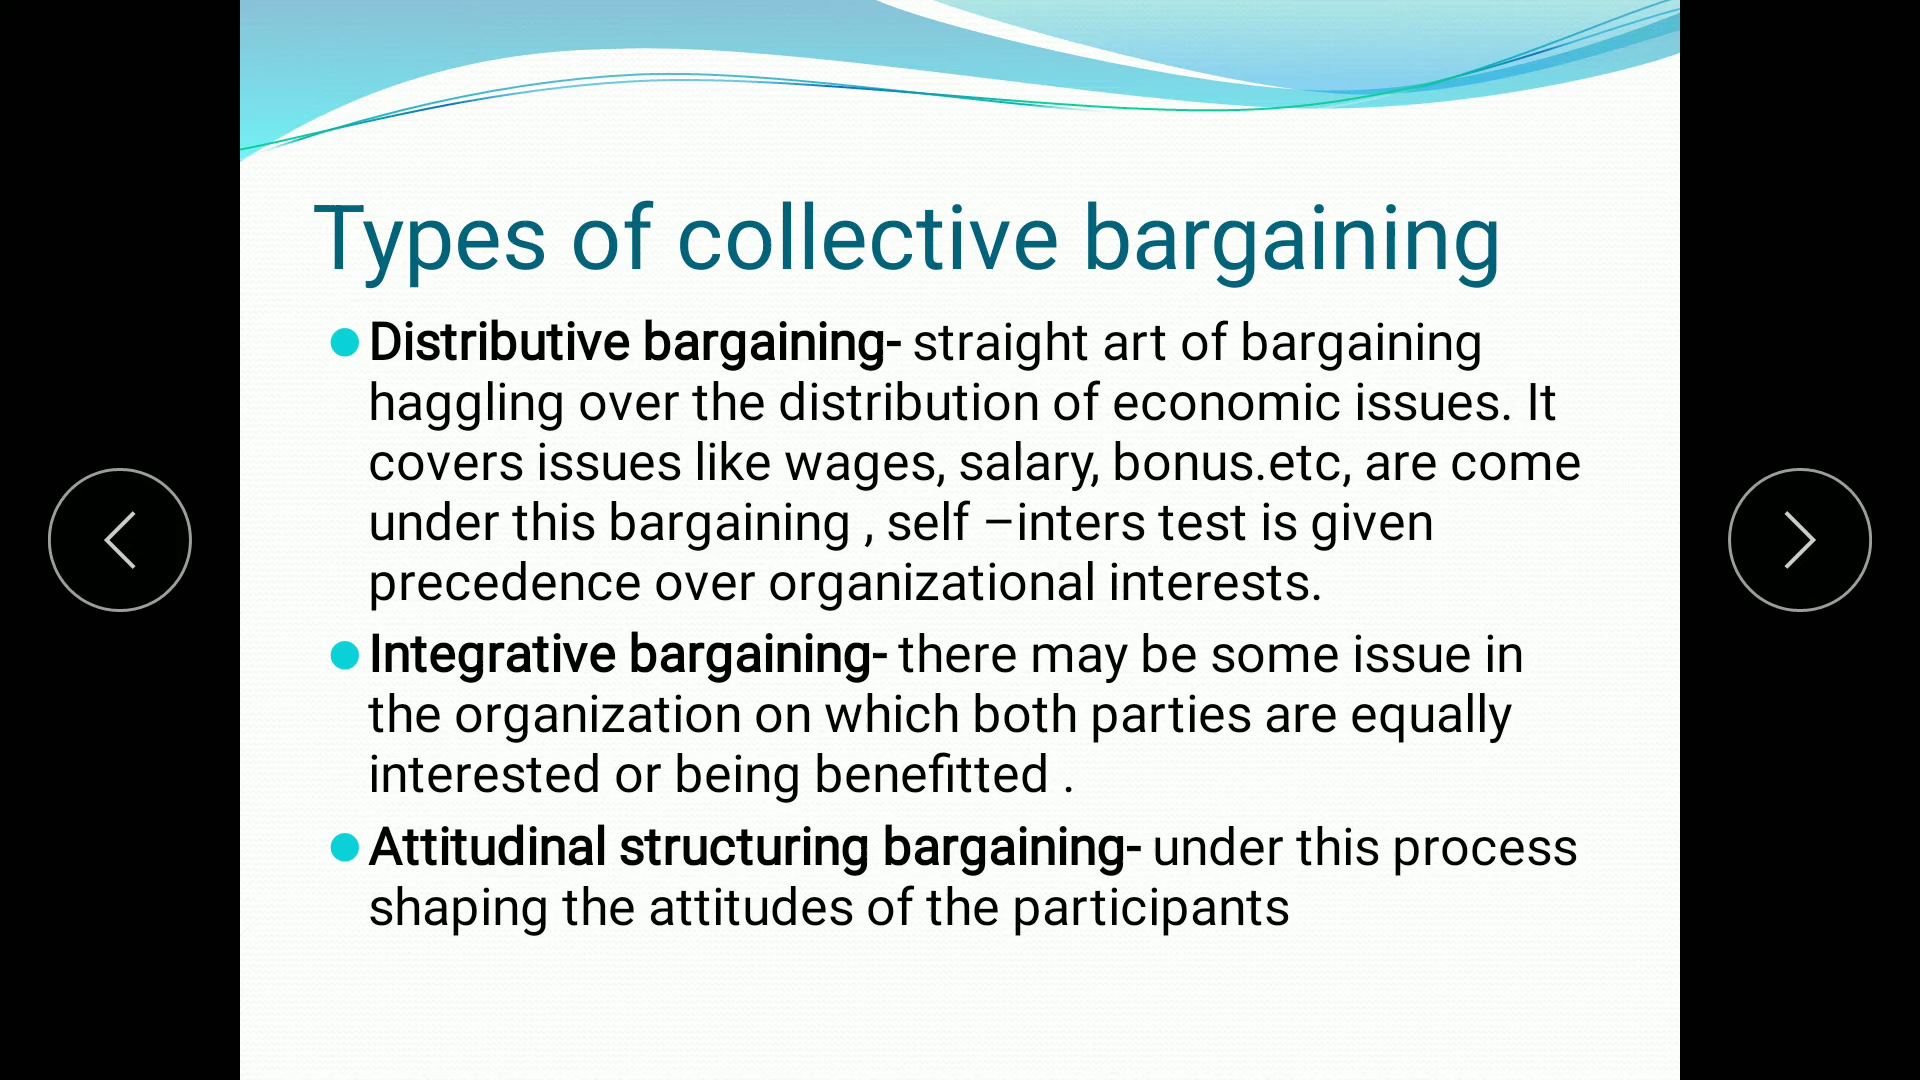 Types of collective bargaining
Distributive bargaining- straight art of bargaining
haggling over the distribution of economic issues. It
covers issues like wages, salary, bonus.etc, are come
under this bargaining , self –inters test is given
precedence over organizational interests.
Integrative bargaining- there may be some issue in
the organization on which both parties are equally
interested or being benefitted .
Attitudinal structuring bargaining- under this process
shaping the attitudes of the participants